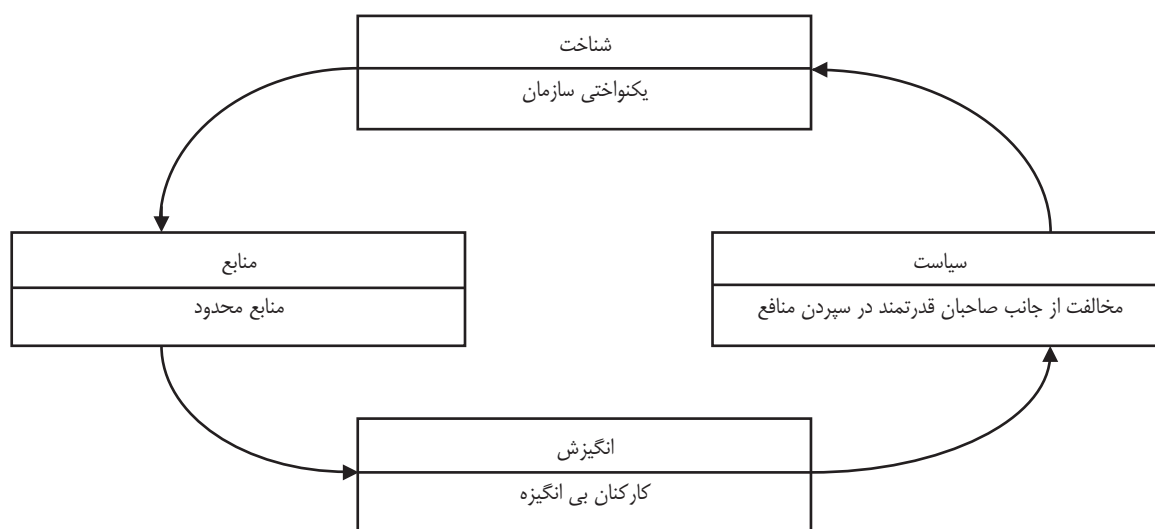 شناخت
یکنواختی سازمان
منابع
منابع محدود
سیاست
مخالفت از جانب صاحبان قدرتمند در سپردن منافع
انگیزش
کارکنان بی انگیزه